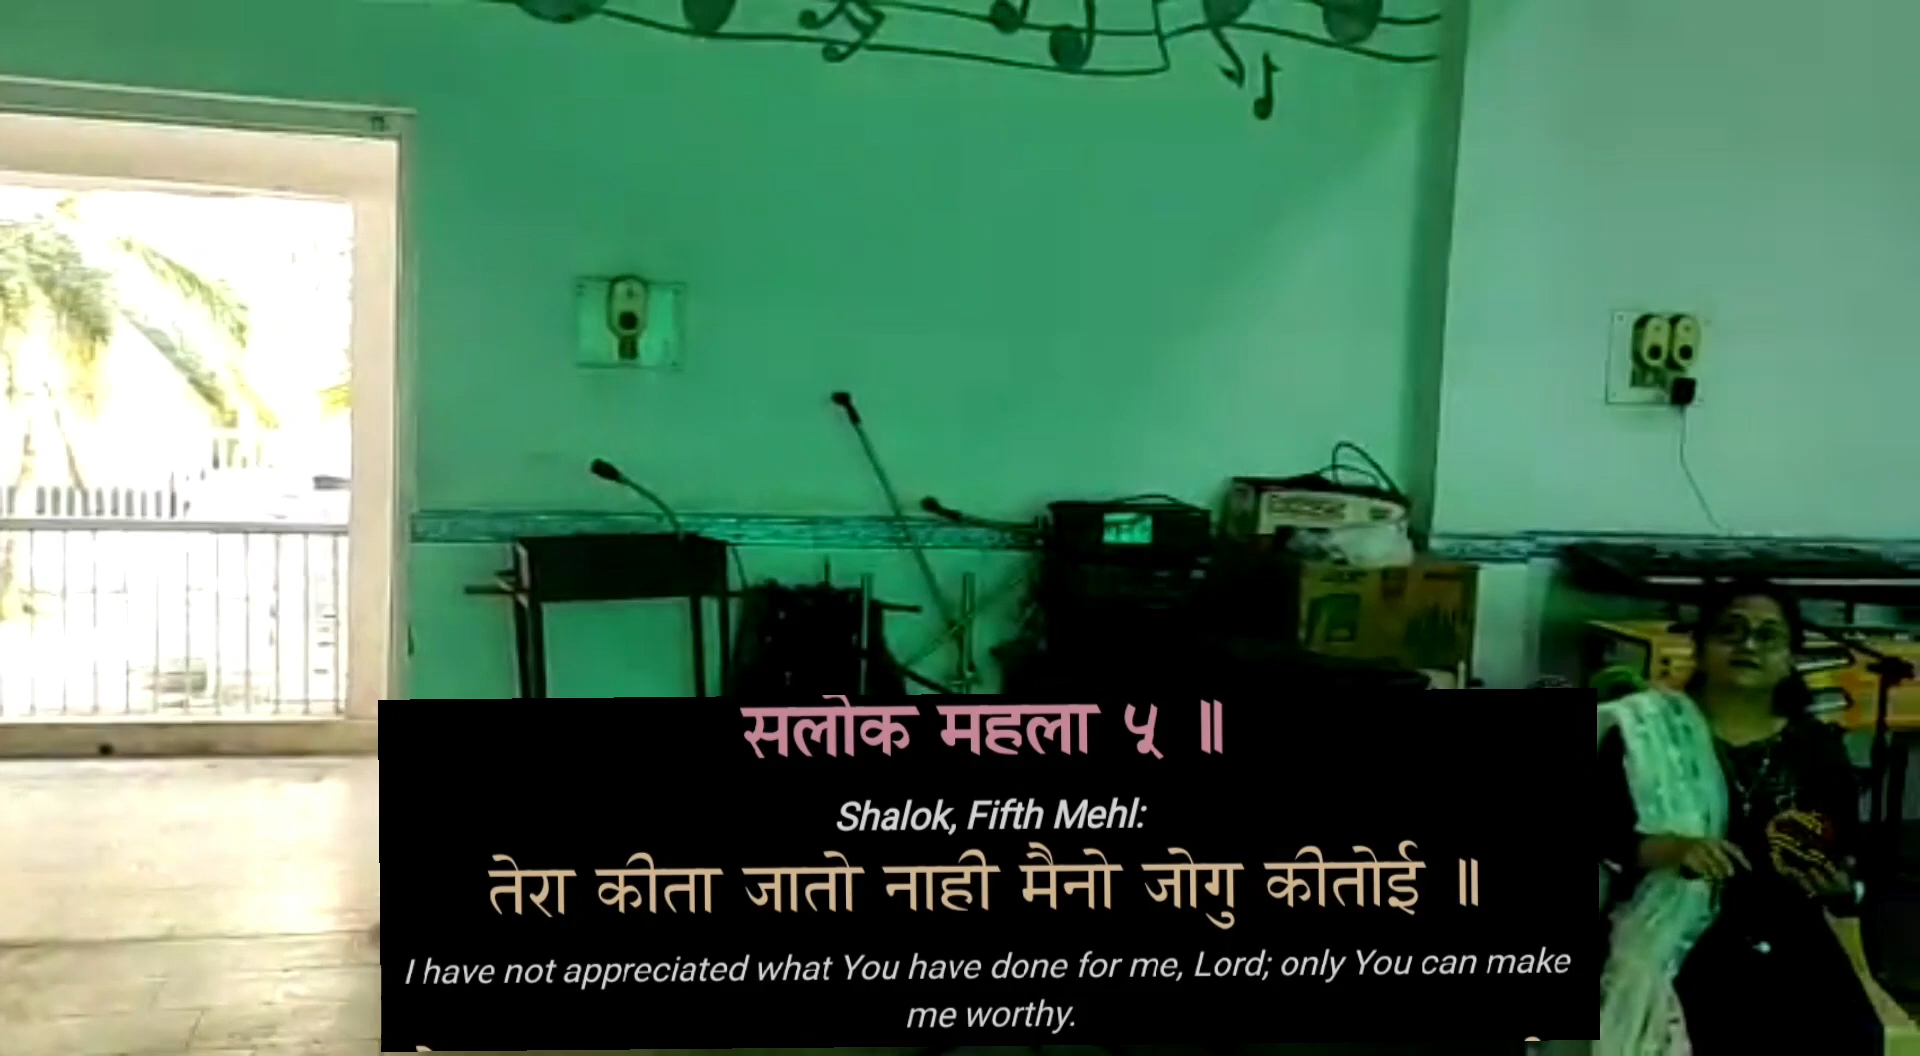 सलोक महला ५ ॥
Shalok, Fifth Mehl:
तेरा कीता जातो नाही मैनो जोगु कीतोई ॥
I have not appreciated what You have done for me, Lord; only You can make
me worthy.